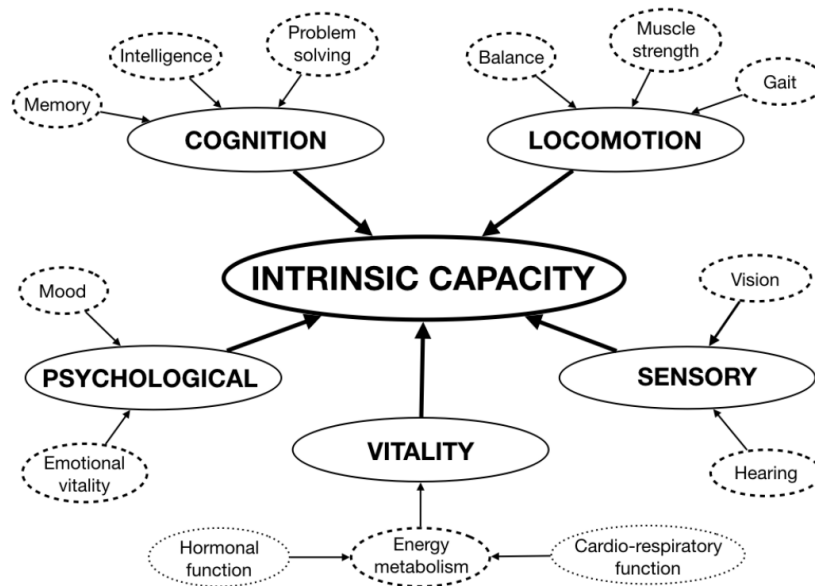 Problem
solving
Intelligence
Memory
COGNITION
Muscle
strength
Balance
Gait
LOCOMOTION
INTRINSIC CAPACITY
Mood
PSYCHOLOGICAL
Emotional
vitality
Vision
SENSORY
Hearing
VITALITY
Hormonal
function
Energy
metabolism
Cardio-respiratory
function